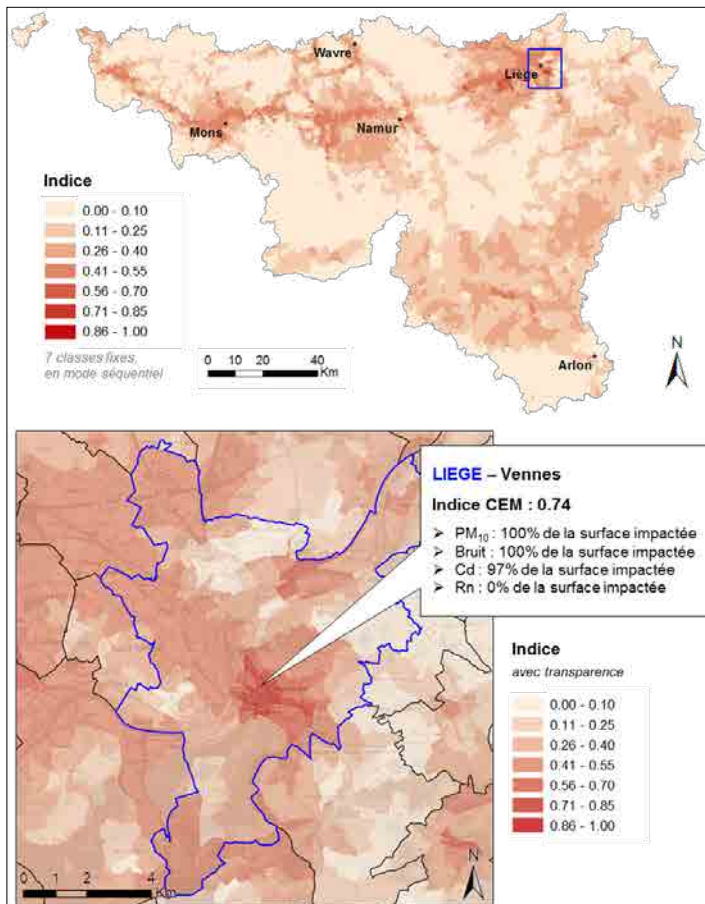 Wavre
Liège
Mons
Namur
Indice
0.00 - 0.10
0.11 - 0.25
0.26 - 0.40
0.41 - 0.55
0.56 - 0.70
0.71 - 0.85
0.86 - 1.00
7 classes fixes,
en mode séquentiel
0 10 20 40
Km
Arlon
N
LIEGE – Vennes
Indice CEM : 0.74
➢ PM10 : 100% de la surface impactée
➢ Bruit : 100% de la surface impactée
➢ Cd : 97% de la surface impactée
➢ Rn : 0% de la surface impactée
Indice
avec transparence
0.00 - 0.10
0.11 - 0.25
0.26 - 0.40
0.41 - 0.55
0.56 - 0.70
0.71 - 0.85
0.86 - 1.00
0 1 2 4
Km
N